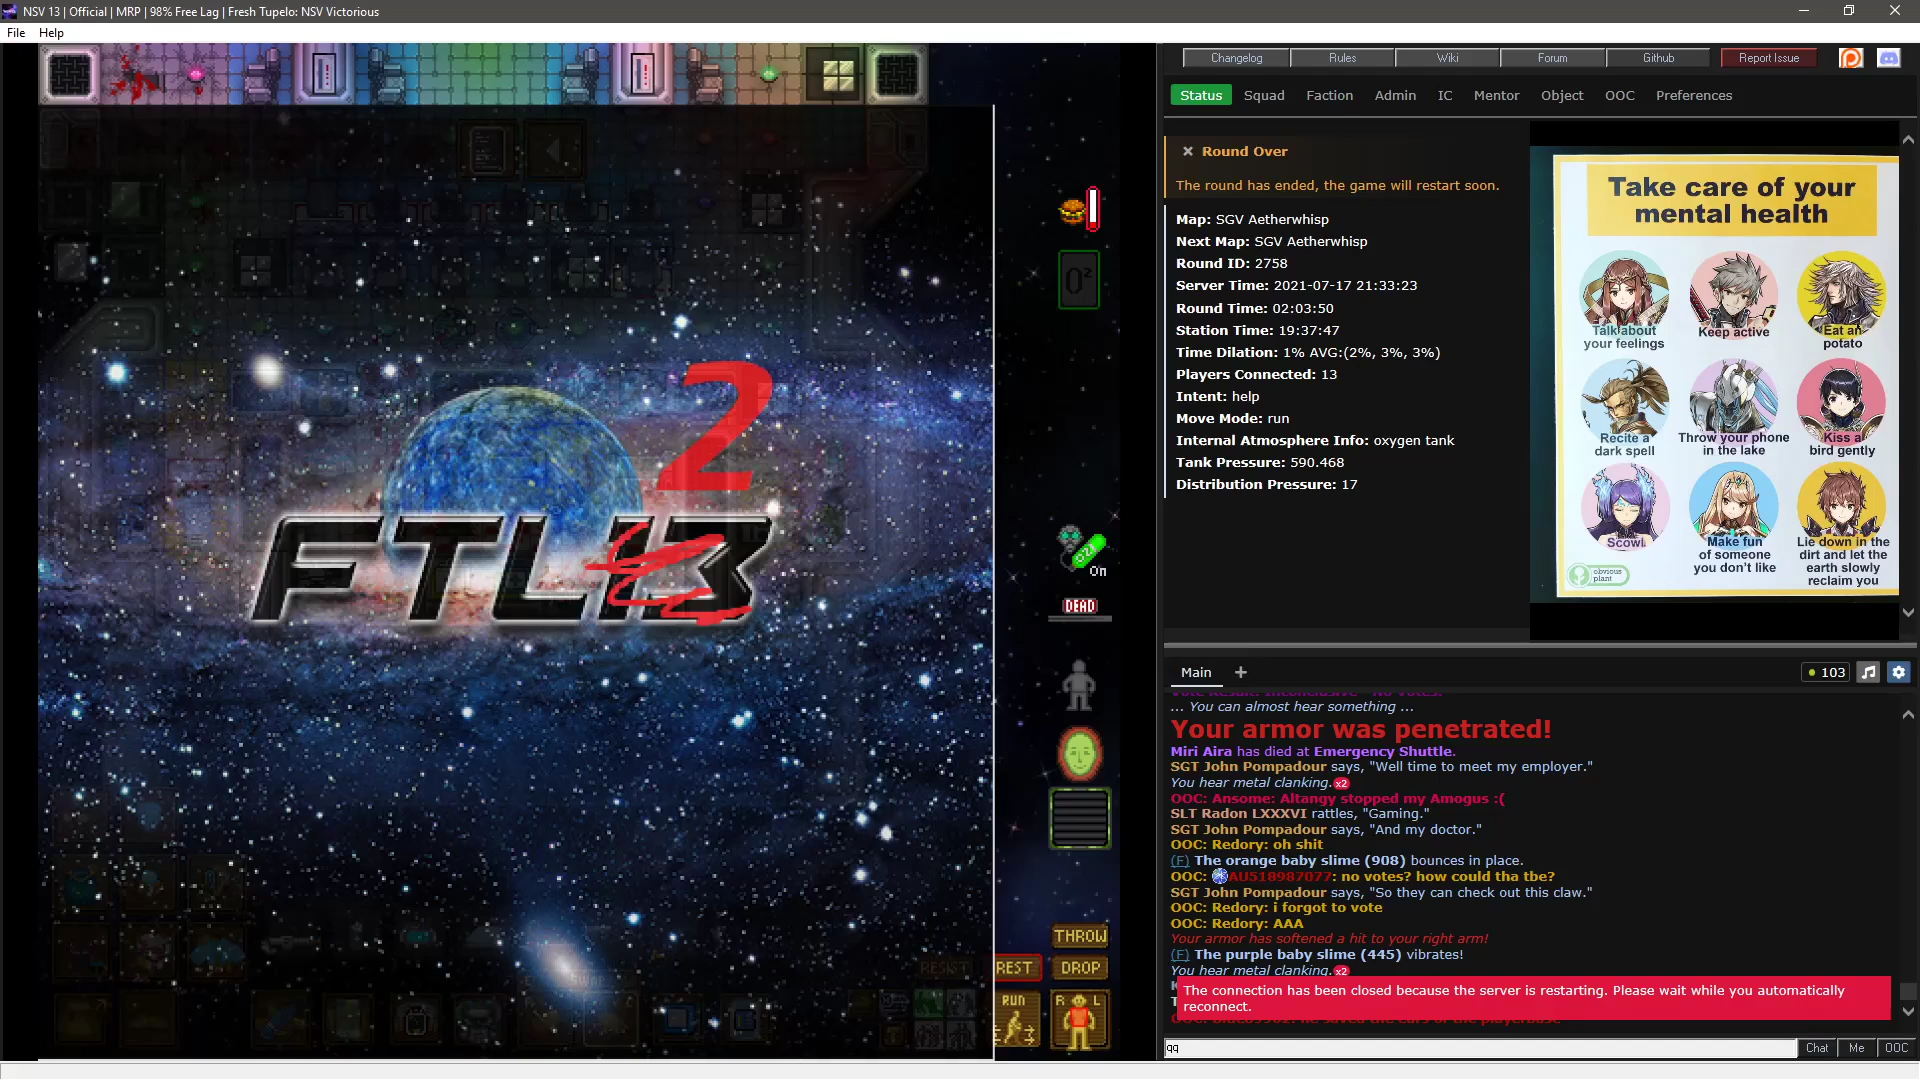 NSV 13 | Official | MRP | 98% Free Lag | Fresh Tupelo: NSV Victorious
File Help
Changelog Rules Wiki Forum Github Report Issue
Status Squad Faction Admin IC Mentor Object OOC Preferences
× Round Over
The round has ended, the game will restart soon.
Map: SGV Aetherwhisp
Next Map: SGV Aetherwhisp
Round ID: 2758
Server Time: 2021-07-17 21:33:23
Round Time: 02:03:50
Station Time: 19:37:47
Time Dilation: 1% AVG:(2%, 3%, 3%)
Players Connected: 13
Intent: help
Move Mode: run
Internal Atmosphere Info: oxygen tank
Tank Pressure: 590.468
Distribution Pressure: 17
Take care of your
mental health
Talk about
your feelings
Keep active
Eat an
potato
Recite a
dark spell
Throw your phone
in the lake
Kiss a
bird gently
Scowl
Make fun
of someone
you don't like
Lie down in the
dirt and let the
earth slowly
reclaim you
obvious
plant
2
FTL13
On
DEAD
THROW
RESIST
REST
DROP
RUN
R L
Main +
103
Vote Result: Inconclusive - No Votes!
... You can almost hear something ...
Your armor was penetrated!
Miri Aira has died at Emergency Shuttle.
SGT John Pompadour says, "Well time to meet my employer."
You hear metal clanking. x2
OOC: Ansome: Altangy stopped my Amogus :(
SLT Radon LXXXVI rattles, "Gaming."
SGT John Pompadour says, "And my doctor."
OOC: Redory: oh shit
(F) The orange baby slime (908) bounces in place.
OOC: AU518987077: no votes? how could tha tbe?
SGT John Pompadour says, "So they can check out this claw."
OOC: Redory: i forgot to vote
OOC: Redory: AAA
Your armor has softened a hit to your right arm!
(F) The purple baby slime (445) vibrates!
You hear metal clanking. x2
The connection has been closed because the server is restarting. Please wait while you automatically
reconnect.
qq
Chat Me OOC